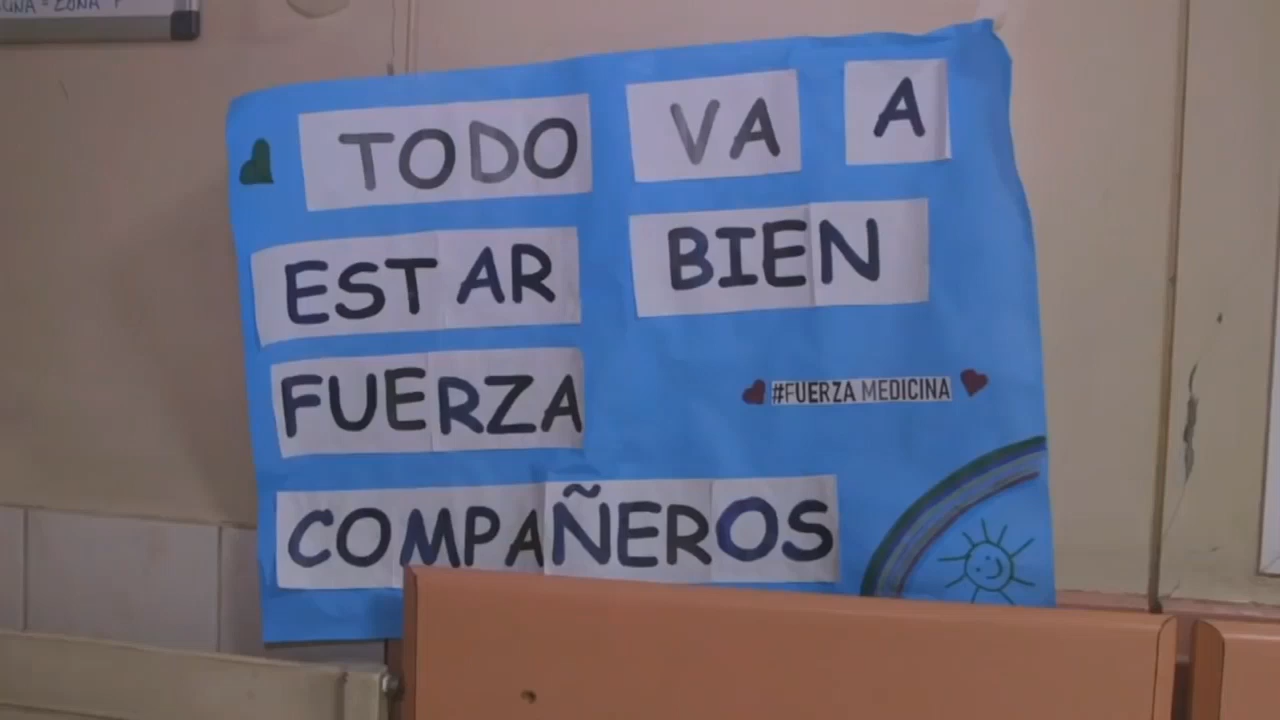 TODO VA A
ESTAR BIEN
FUERZA
#FUERZA MEDICINA
COMPAÑEROS